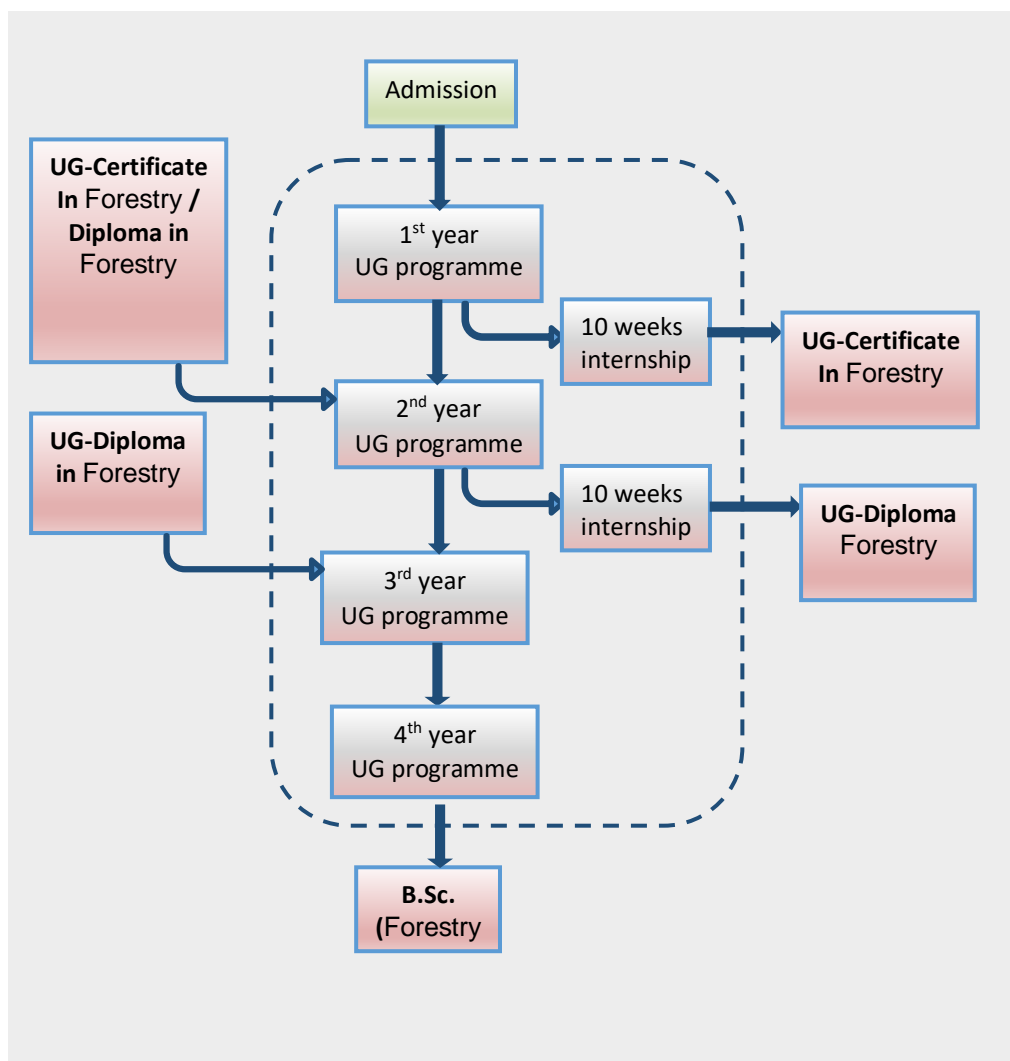 Admission
UG-Certificate
In Forestry /
Diploma in
Forestry
1st year
UG programme
10 weeks
internship
UG-Certificate
In Forestry
2nd year
UG programme
UG-Diploma
in Forestry
10 weeks
internship
UG-Diploma
Forestry
3rd year
UG programme
4th year
UG programme
B.Sc.
(Forestry